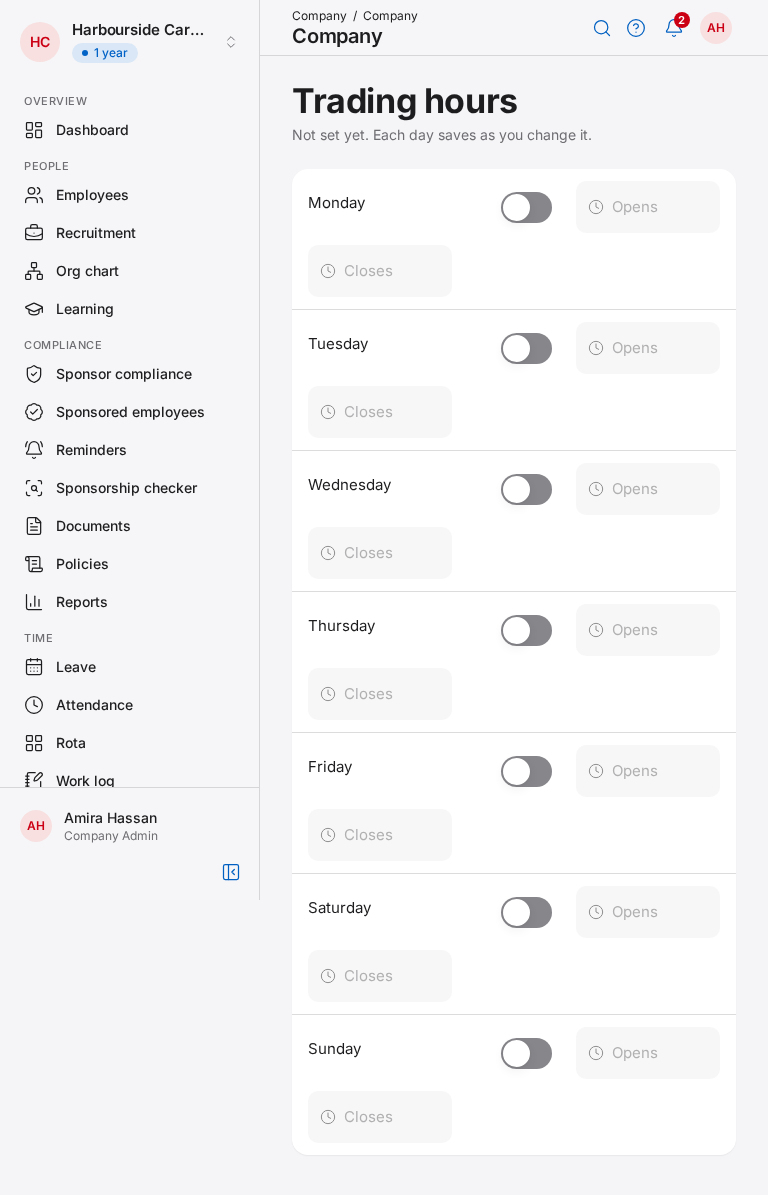 HC
Harbourside Car...
1 year
OVERVIEW
Dashboard
PEOPLE
Employees
Recruitment
Org chart
Learning
COMPLIANCE
Sponsor compliance
Sponsored employees
Reminders
Sponsorship checker
Documents
Policies
Reports
TIME
Leave
Attendance
Rota
Work log
AH
Amira Hassan
Company Admin
Company / Company
Company
2
AH
Trading hours
Not set yet. Each day saves as you change it.
Monday
Opens
Closes
Tuesday
Opens
Closes
Wednesday
Opens
Closes
Thursday
Opens
Closes
Friday
Opens
Closes
Saturday
Opens
Closes
Sunday
Opens
Closes